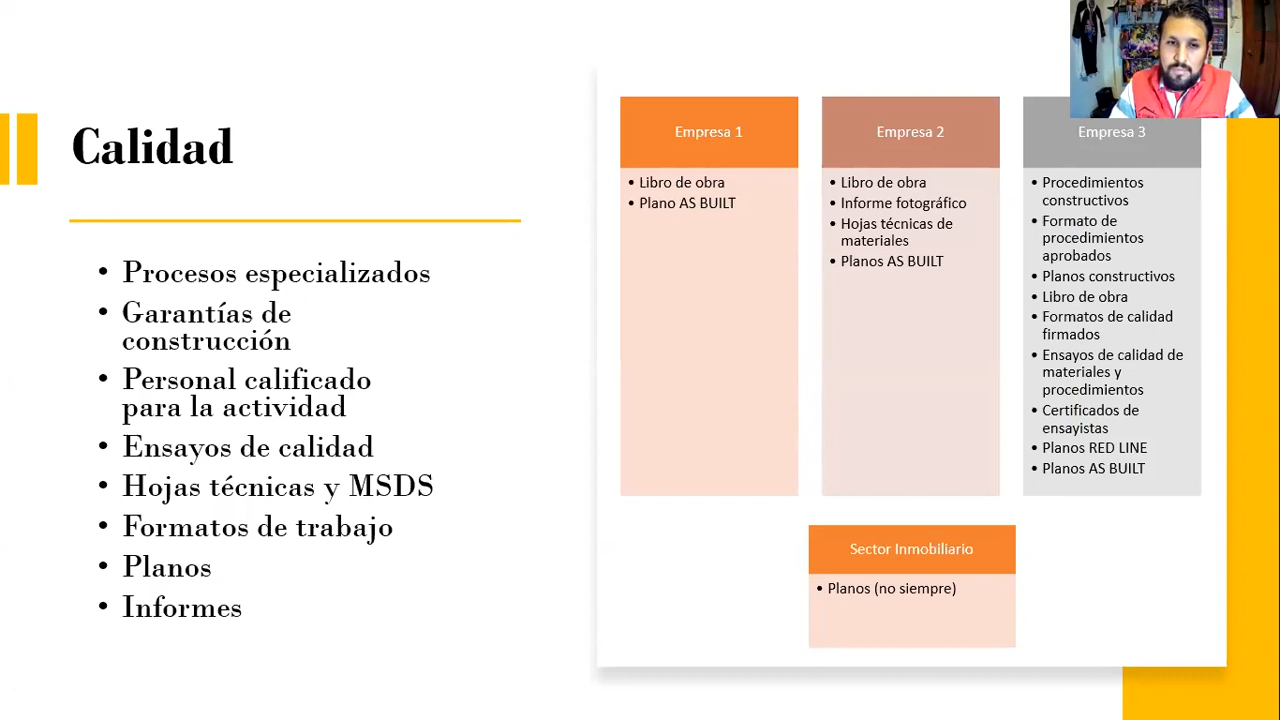 Calidad
• Procesos especializados
• Garantías de
construcción
• Personal calificado
para la actividad
• Ensayos de calidad
• Hojas técnicas y MSDS
• Formatos de trabajo
• Planos
• Informes
Empresa 1
• Libro de obra
• Plano AS BUILT
Empresa 2
• Libro de obra
• Informe fotográfico
• Hojas técnicas de
materiales
• Planos AS BUILT
Empresa 3
• Procedimientos
constructivos
• Formato de
procedimientos
aprobados
• Planos constructivos
• Libro de obra
• Formatos de calidad
firmados
• Ensayos de calidad de
materiales y
procedimientos
• Certificados de
ensayistas
• Planos RED LINE
• Planos AS BUILT
Sector Inmobiliario
• Planos (no siempre)